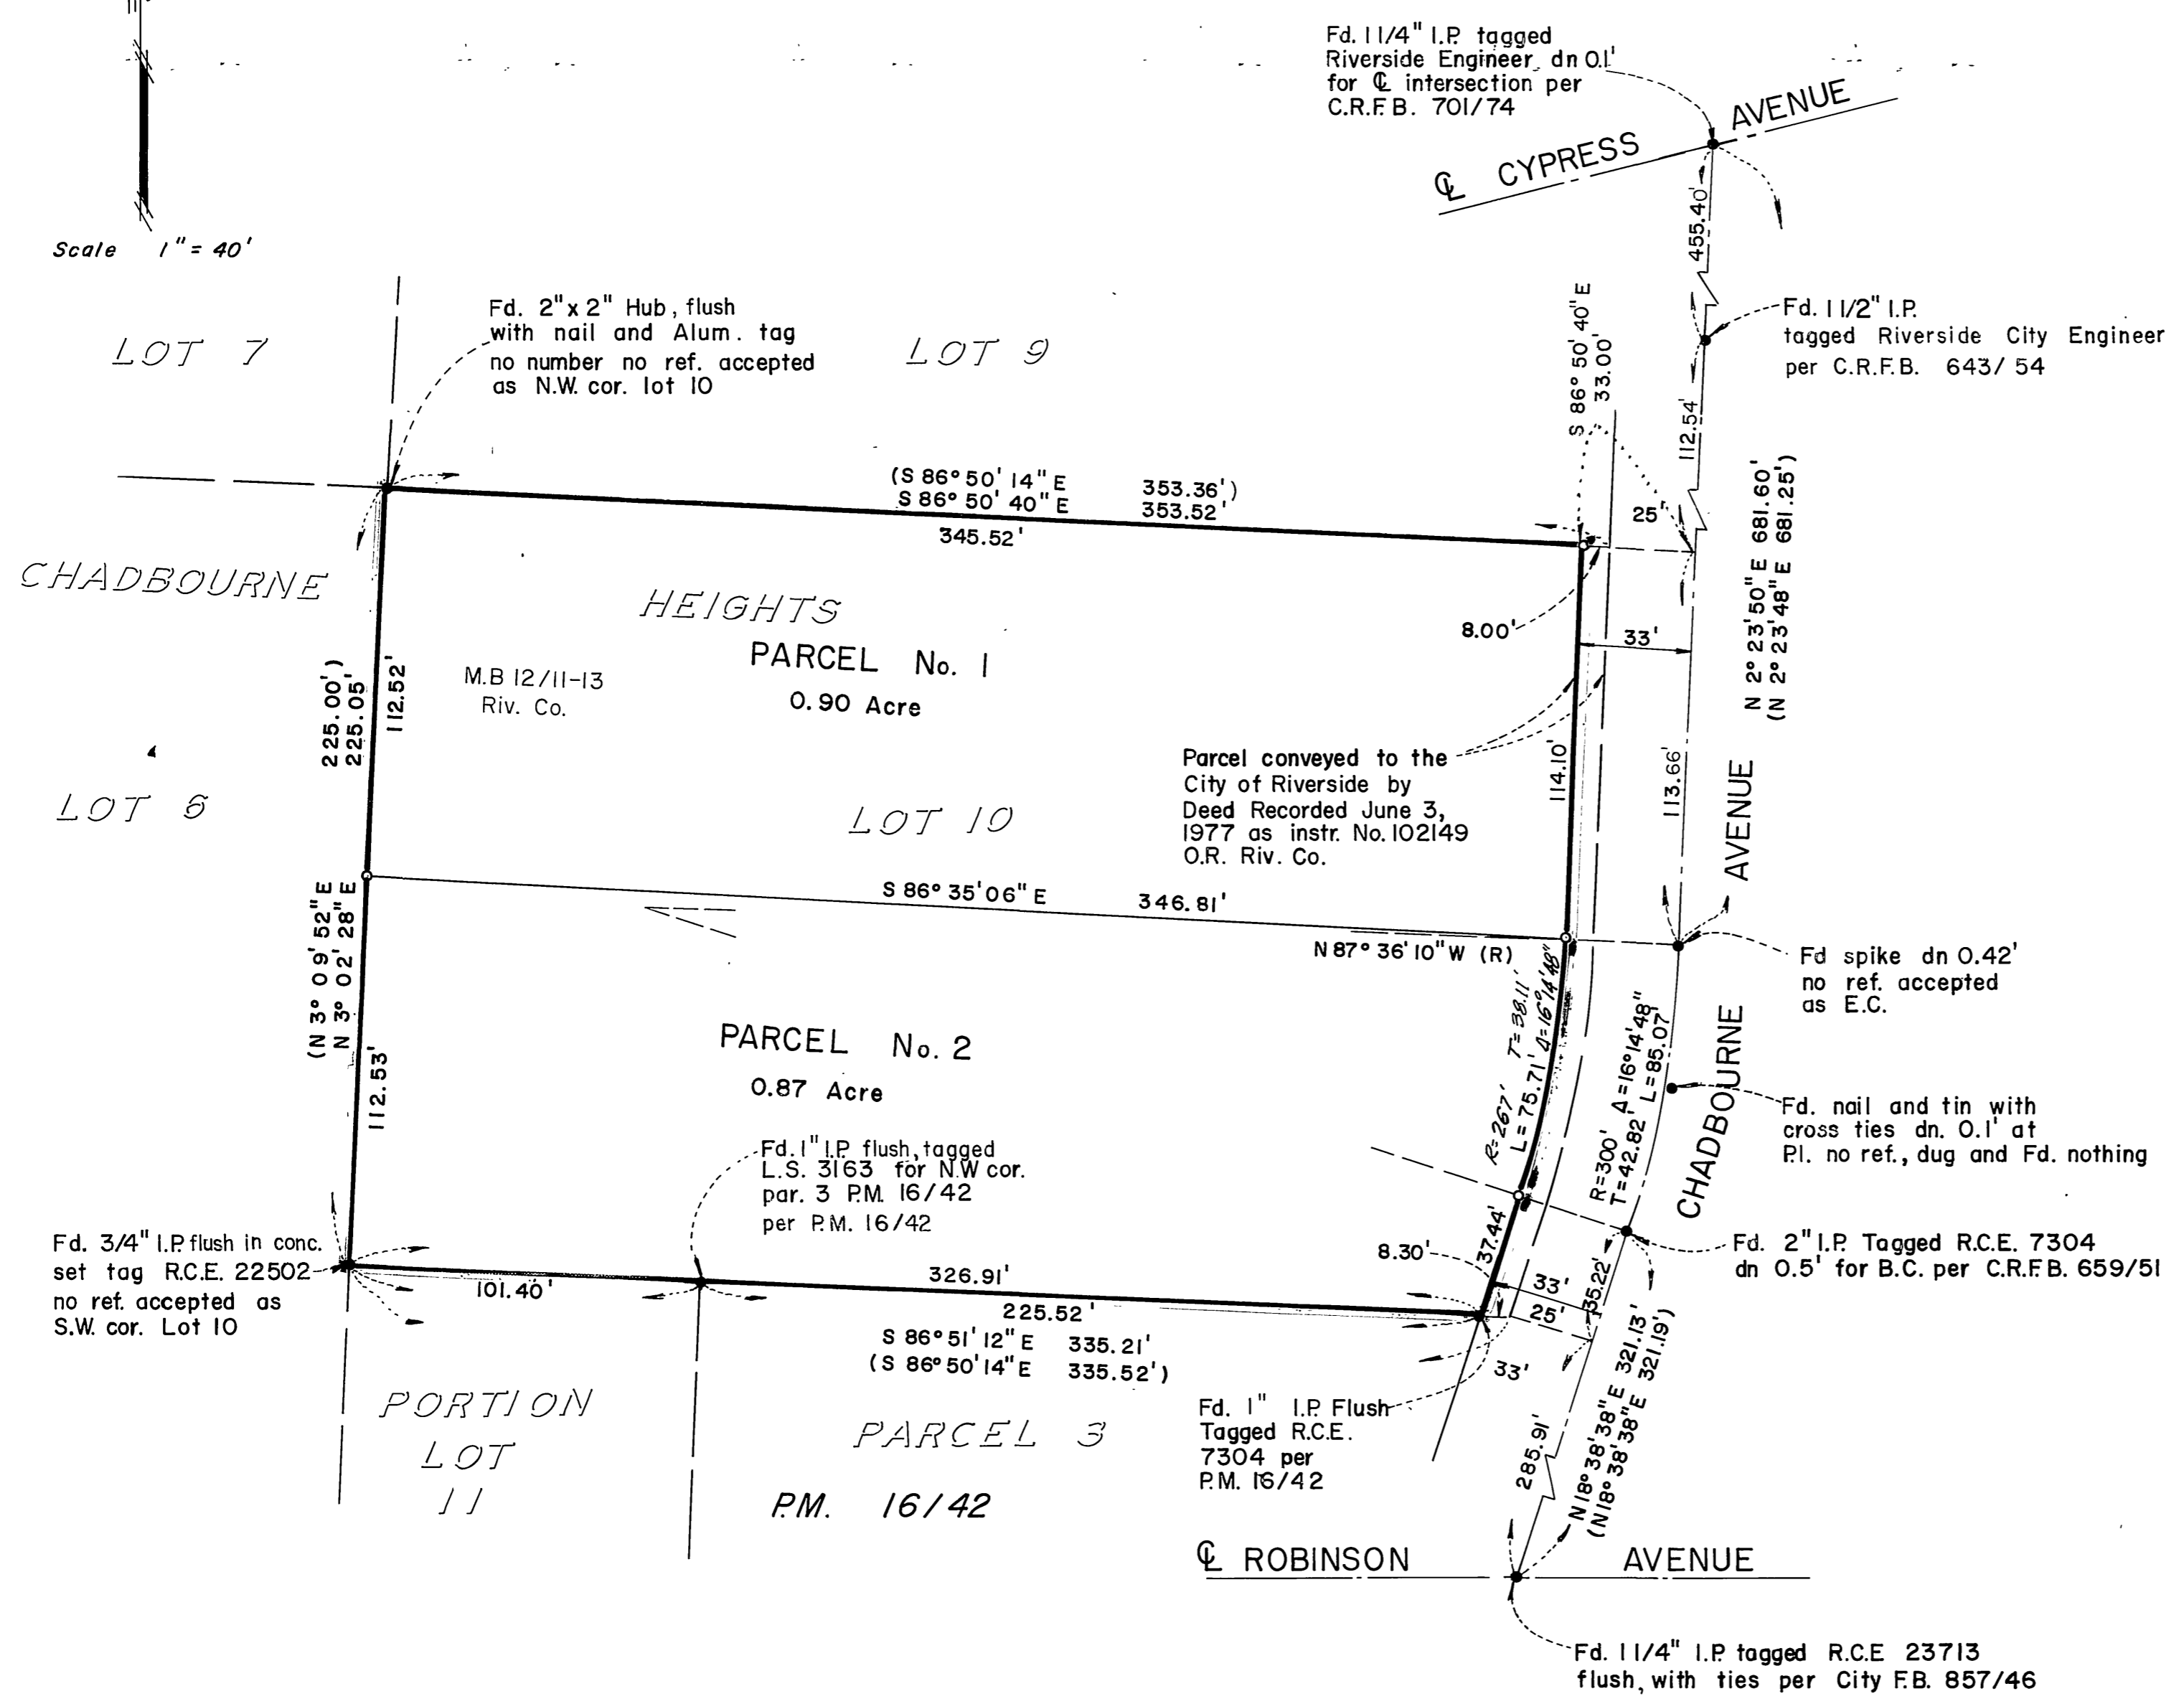 Fd. 1 1/4" I.P. tagged
Riverside Engineer dn 0.1'
for ℄ intersection per
C.R.F.B. 701/74
℄ CYPRESS AVENUE
Scale 1" = 40'
455.40'
Fd. 1 1/2" I.P.
tagged Riverside City Engineer
per C.R.F.B. 643/54
Fd. 2"x 2" Hub, flush
with nail and Alum. tag
no number no ref. accepted
as N.W. cor. lot 10
LOT 7
LOT 9
S 86° 50' 40" E
33.00'
112.54'
(S 86° 50' 14" E 353.36')
S 86° 50' 40" E 353.52'
345.52'
25'
N 2° 23' 50" E 681.60'
(N 2° 23' 48" E 681.25')
CHADBOURNE HEIGHTS
8.00'
33'
PARCEL No. 1
0.90 Acre
M.B 12/11-13
Riv. Co.
225.00')
225.05'
112.52'
Parcel conveyed to the
City of Riverside by
Deed Recorded June 3,
1977 as instr. No. 102149
O.R. Riv. Co.
114.10'
113.66'
LOT 6
LOT 10
S 86° 35' 06" E 346.81'
N 87° 36' 10" W (R)
(N 3° 09' 52" E
N 3° 02' 28" E
Fd spike dn 0.42'
no ref. accepted
as E.C.
CHADBOURNE AVENUE
PARCEL No. 2
0.87 Acre
112.53'
R=267' T=38.11'
L=75.71' Δ=16°14'48"
R=300' Δ=16°14'48"
T=42.82' L=85.07'
Fd. nail and tin with
cross ties dn. 0.1' at
P.I. no ref., dug and Fd. nothing
Fd. 1" I.P. flush, tagged
L.S. 3163 for N.W cor.
par. 3 P.M. 16/42
per P.M. 16/42
Fd. 3/4" I.P. flush in conc.
set tag R.C.E. 22502
no ref. accepted as
S.W. cor. Lot 10
37.44'
8.30'
Fd. 2" I.P. Tagged R.C.E. 7304
dn 0.5' for B.C. per C.R.F.B. 659/51
101.40'
326.91'
225.52'
33'
25'
35.22'
S 86° 51' 12" E 335.21'
(S 86° 50' 14" E 335.52')
33'
N 18° 38' 38" E 321.13'
(N 18° 38' 38" E 321.19')
Fd. 1" I.P. Flush
Tagged R.C.E.
7304 per
P.M. 16/42
285.91'
PORTION
LOT
11
PARCEL 3
P.M. 16/42
℄ ROBINSON AVENUE
Fd. 1 1/4" I.P. tagged R.C.E 23713
flush, with ties per City F.B. 857/46